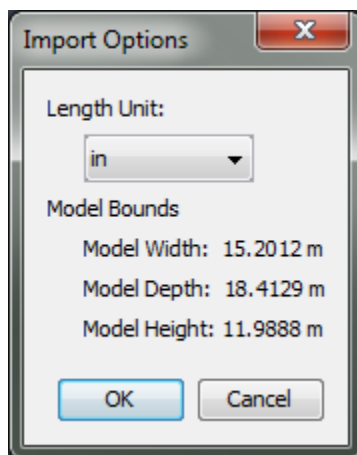 Import Options
Length Unit:
in
Model Bounds
Model Width: 15.2012 m
Model Depth: 18.4129 m
Model Height: 11.9888 m
OK Cancel